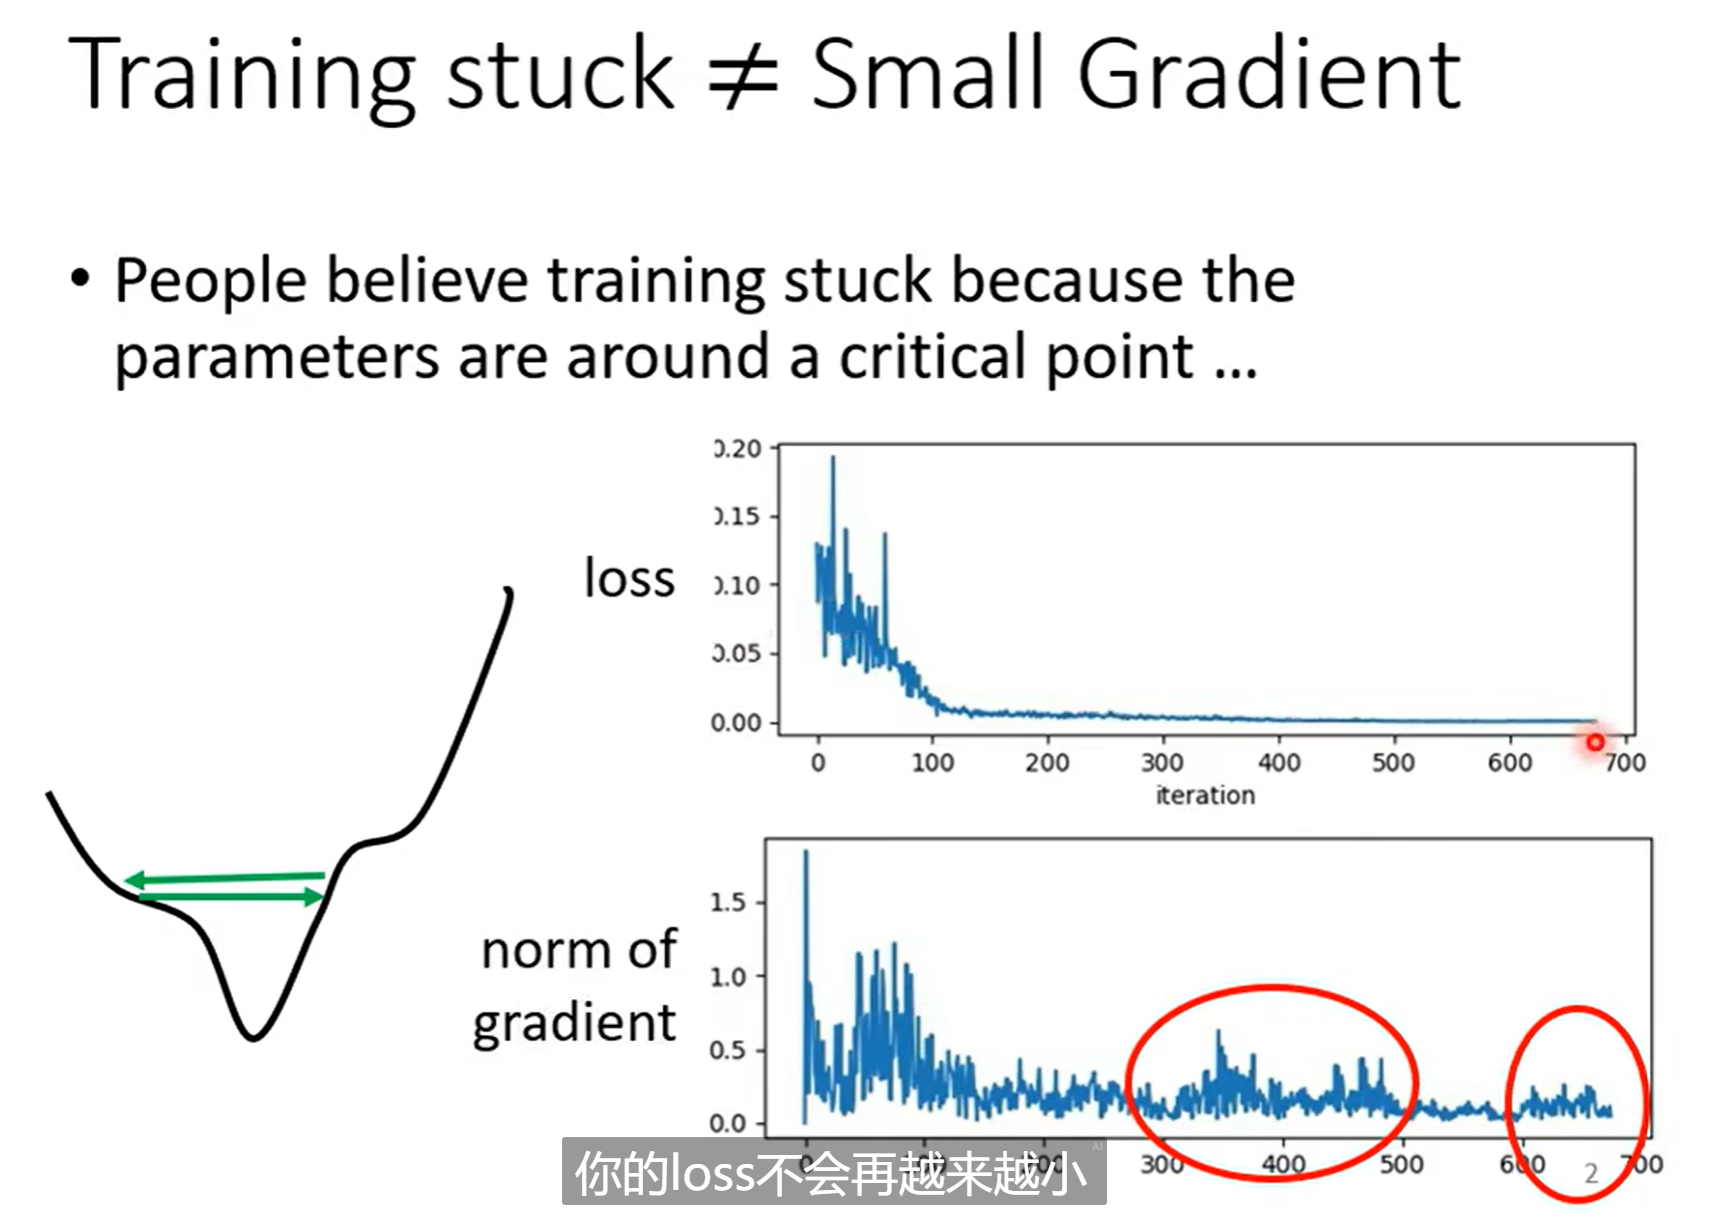 Training stuck ≠ Small Gradient
• People believe training stuck because the
parameters are around a critical point ...
loss
0.20
0.15
0.10
0.05
0.00
0 100 200 300 400 500 600 700
iteration
norm of
gradient
1.5
1.0
0.5
0.0
0 300 400 500 600 700
2
AI
你的loss不会再越来越小